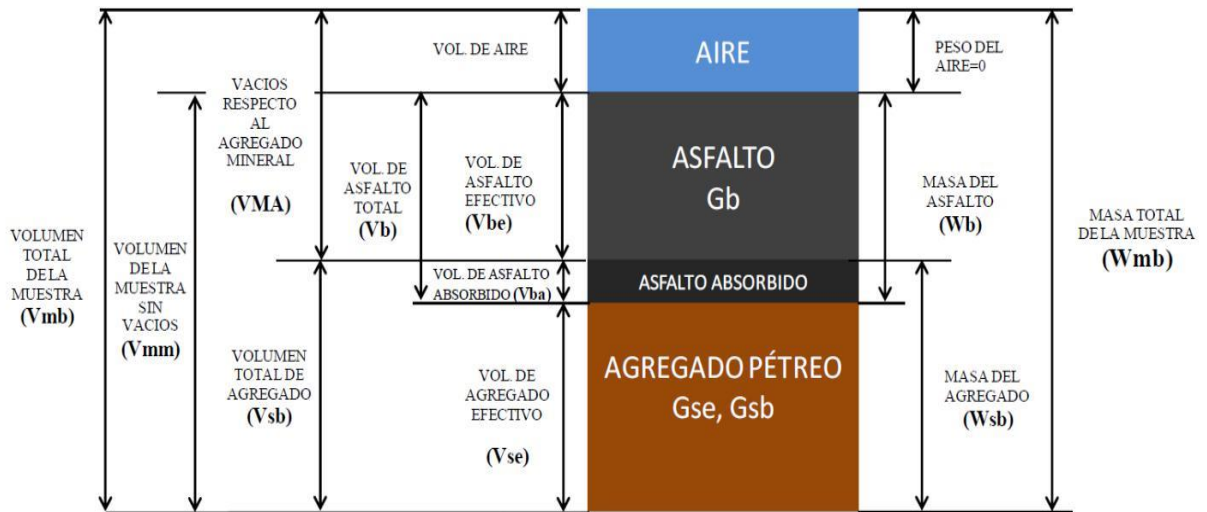 VOLUMEN
TOTAL
DE LA
MUESTRA
(Vmb)
VOLUMEN
DE LA
MUESTRA
SIN
VACIOS
(Vmm)
VACIOS
RESPECTO
AL
AGREGADO
MINERAL
(VMA)
VOLUMEN
TOTAL DE
AGREGADO
(Vsb)
VOL. DE
ASFALTO
TOTAL
(Vb)
VOL. DE AIRE
VOL. DE
ASFALTO
EFECTIVO
(Vbe)
VOL. DE ASFALTO
ABSORBIDO (Vba)
VOL. DE
AGREGADO
EFECTIVO
(Vse)
AIRE
ASFALTO
Gb
ASFALTO ABSORBIDO
AGREGADO PÉTREO
Gse, Gsb
PESO DEL
AIRE=0
MASA DEL
ASFALTO
(Wb)
MASA DEL
AGREGADO
(Wsb)
MASA TOTAL
DE LA MUESTRA
(Wmb)